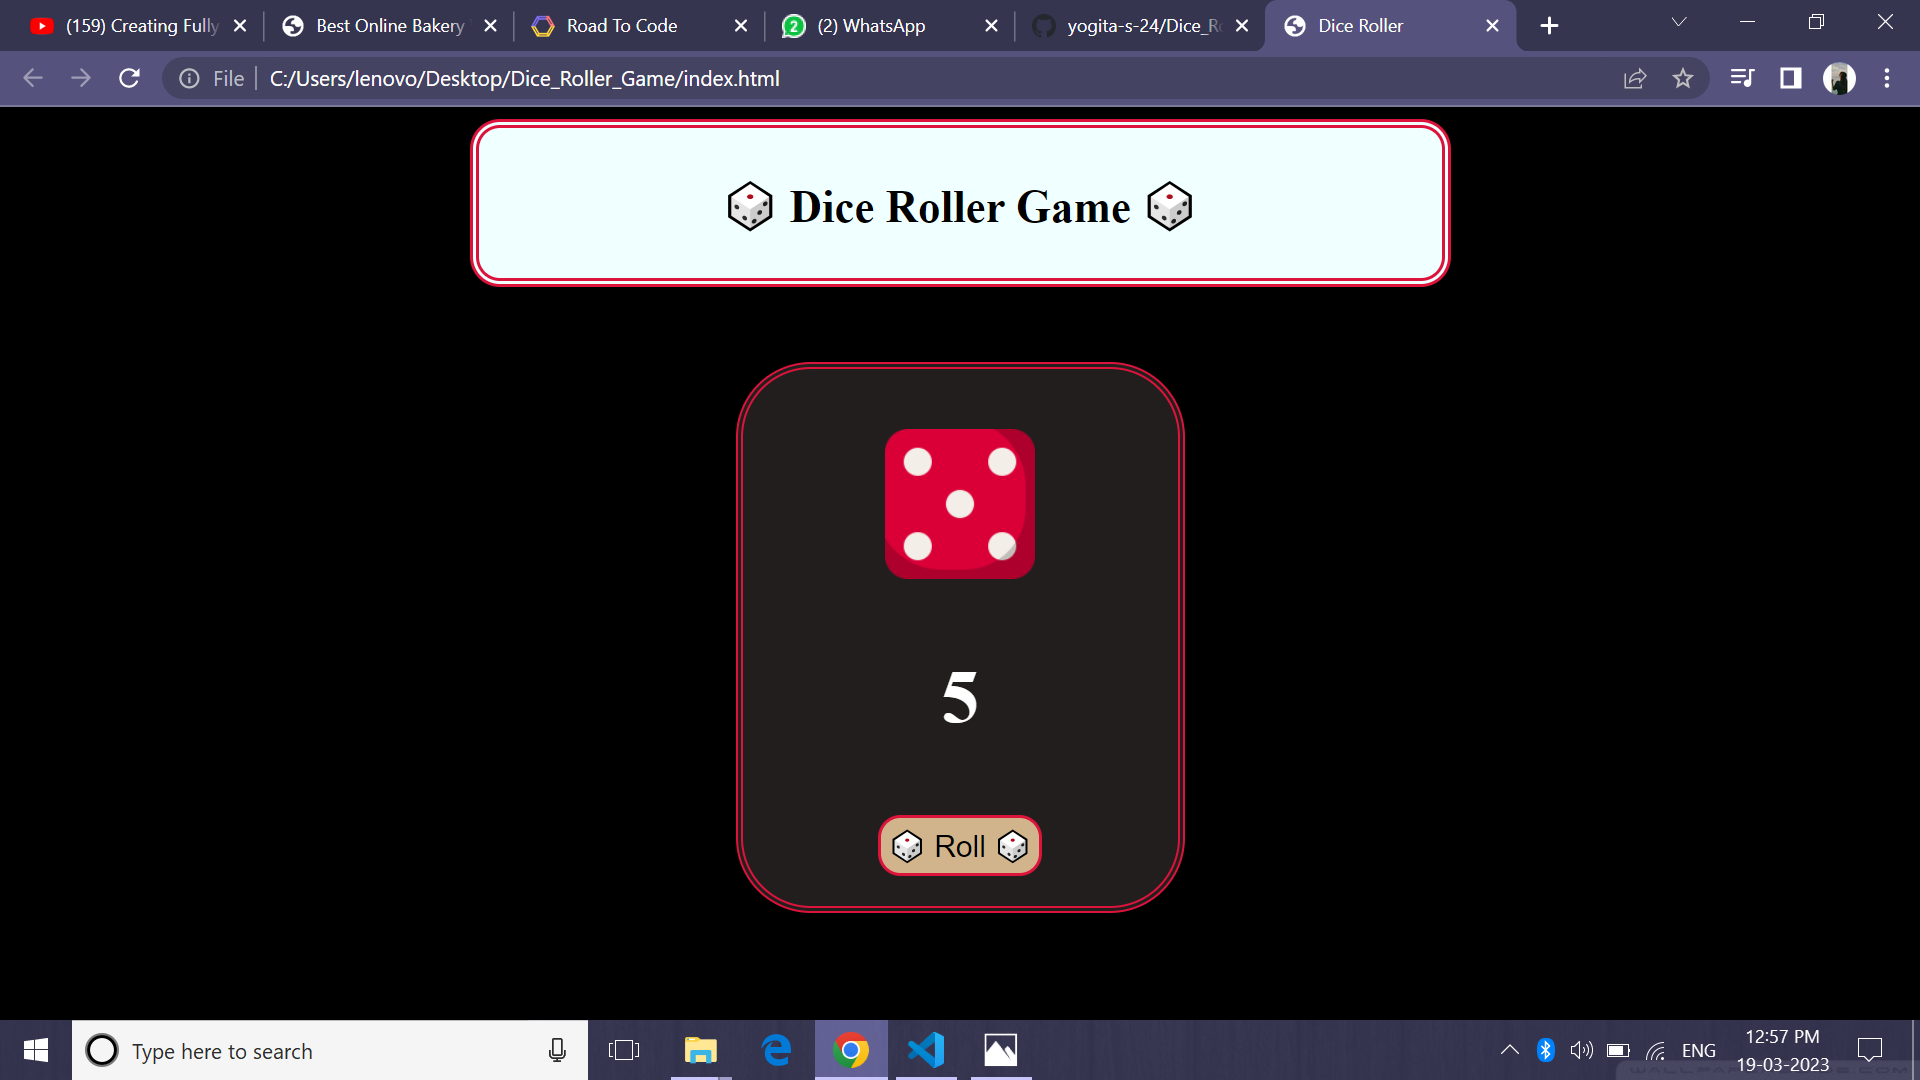 (159) Creating Fully
Best Online Bakery
Road To Code
(2) WhatsApp
yogita-s-24/Dice_R
Dice Roller
File
C:/Users/lenovo/Desktop/Dice_Roller_Game/index.html
Dice Roller Game
5
Roll
Type here to search
2
ENG
12:57 PM
19-03-2023